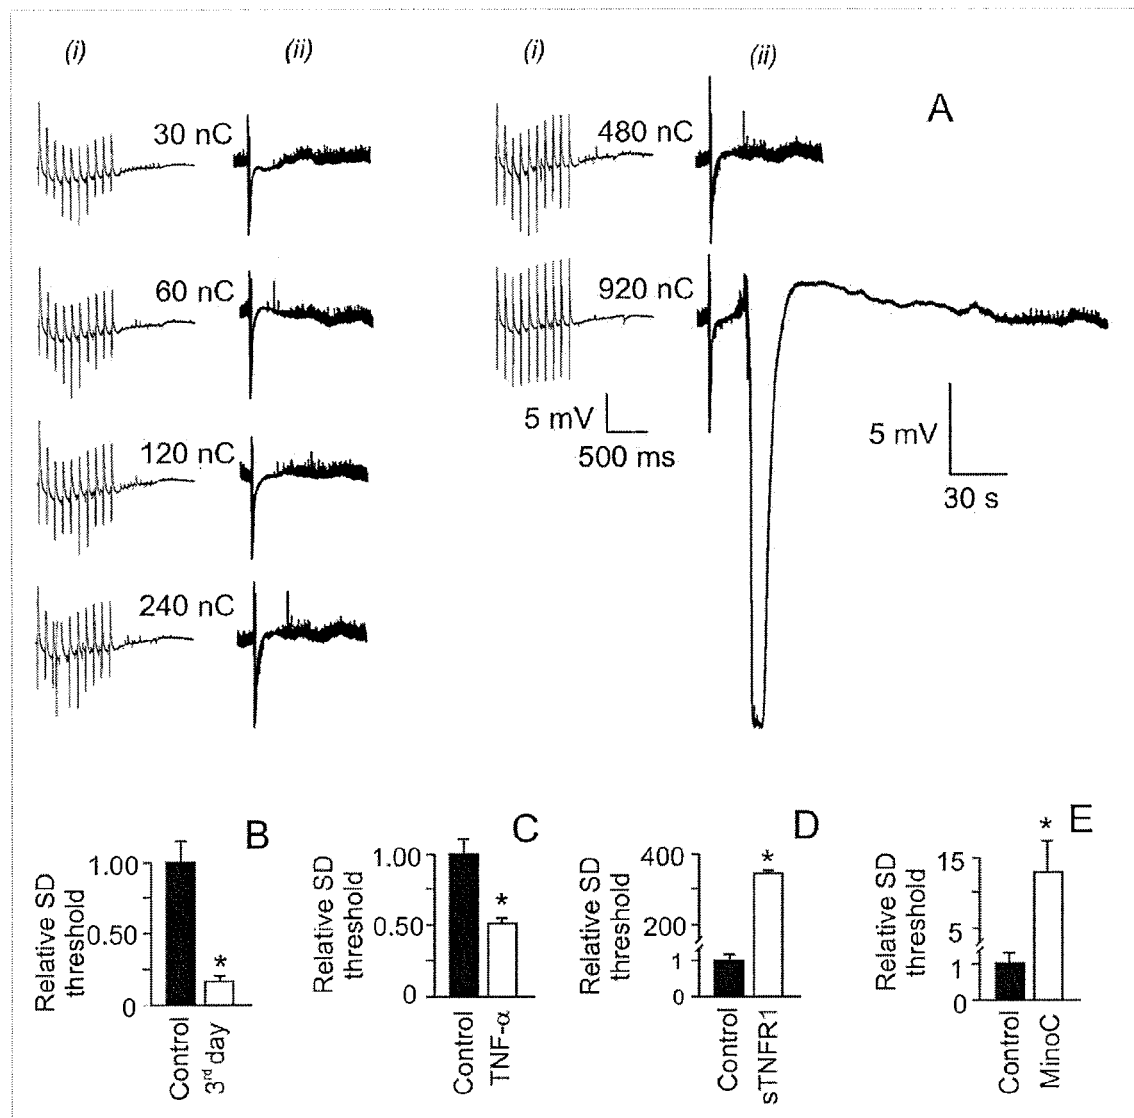 (i) (ii) (i) (ii)
A
30 nC
480 nC
60 nC
920 nC
5 mV
500 ms
5 mV
30 s
120 nC
240 nC
B
Relative SD
threshold
1.00
0.50
0
*
Control
3rd day
C
Relative SD
threshold
1.00
0.50
0
*
Control
TNF-α
D
Relative SD
threshold
400
200
1
0
*
Control
sTNFR1
E
Relative SD
threshold
15
5
1
0
*
Control
MinoC